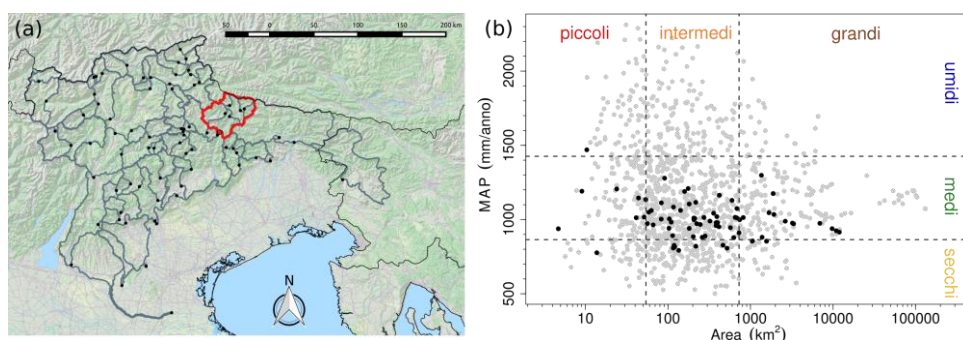 (a)
50 0 50 100 150 200 km
N
(b)
piccoli intermedi grandi
umidi
medi
secchi
MAP (mm/anno)
2000
1500
1000
500
10 100 1000 10000 100000
Area (km²)